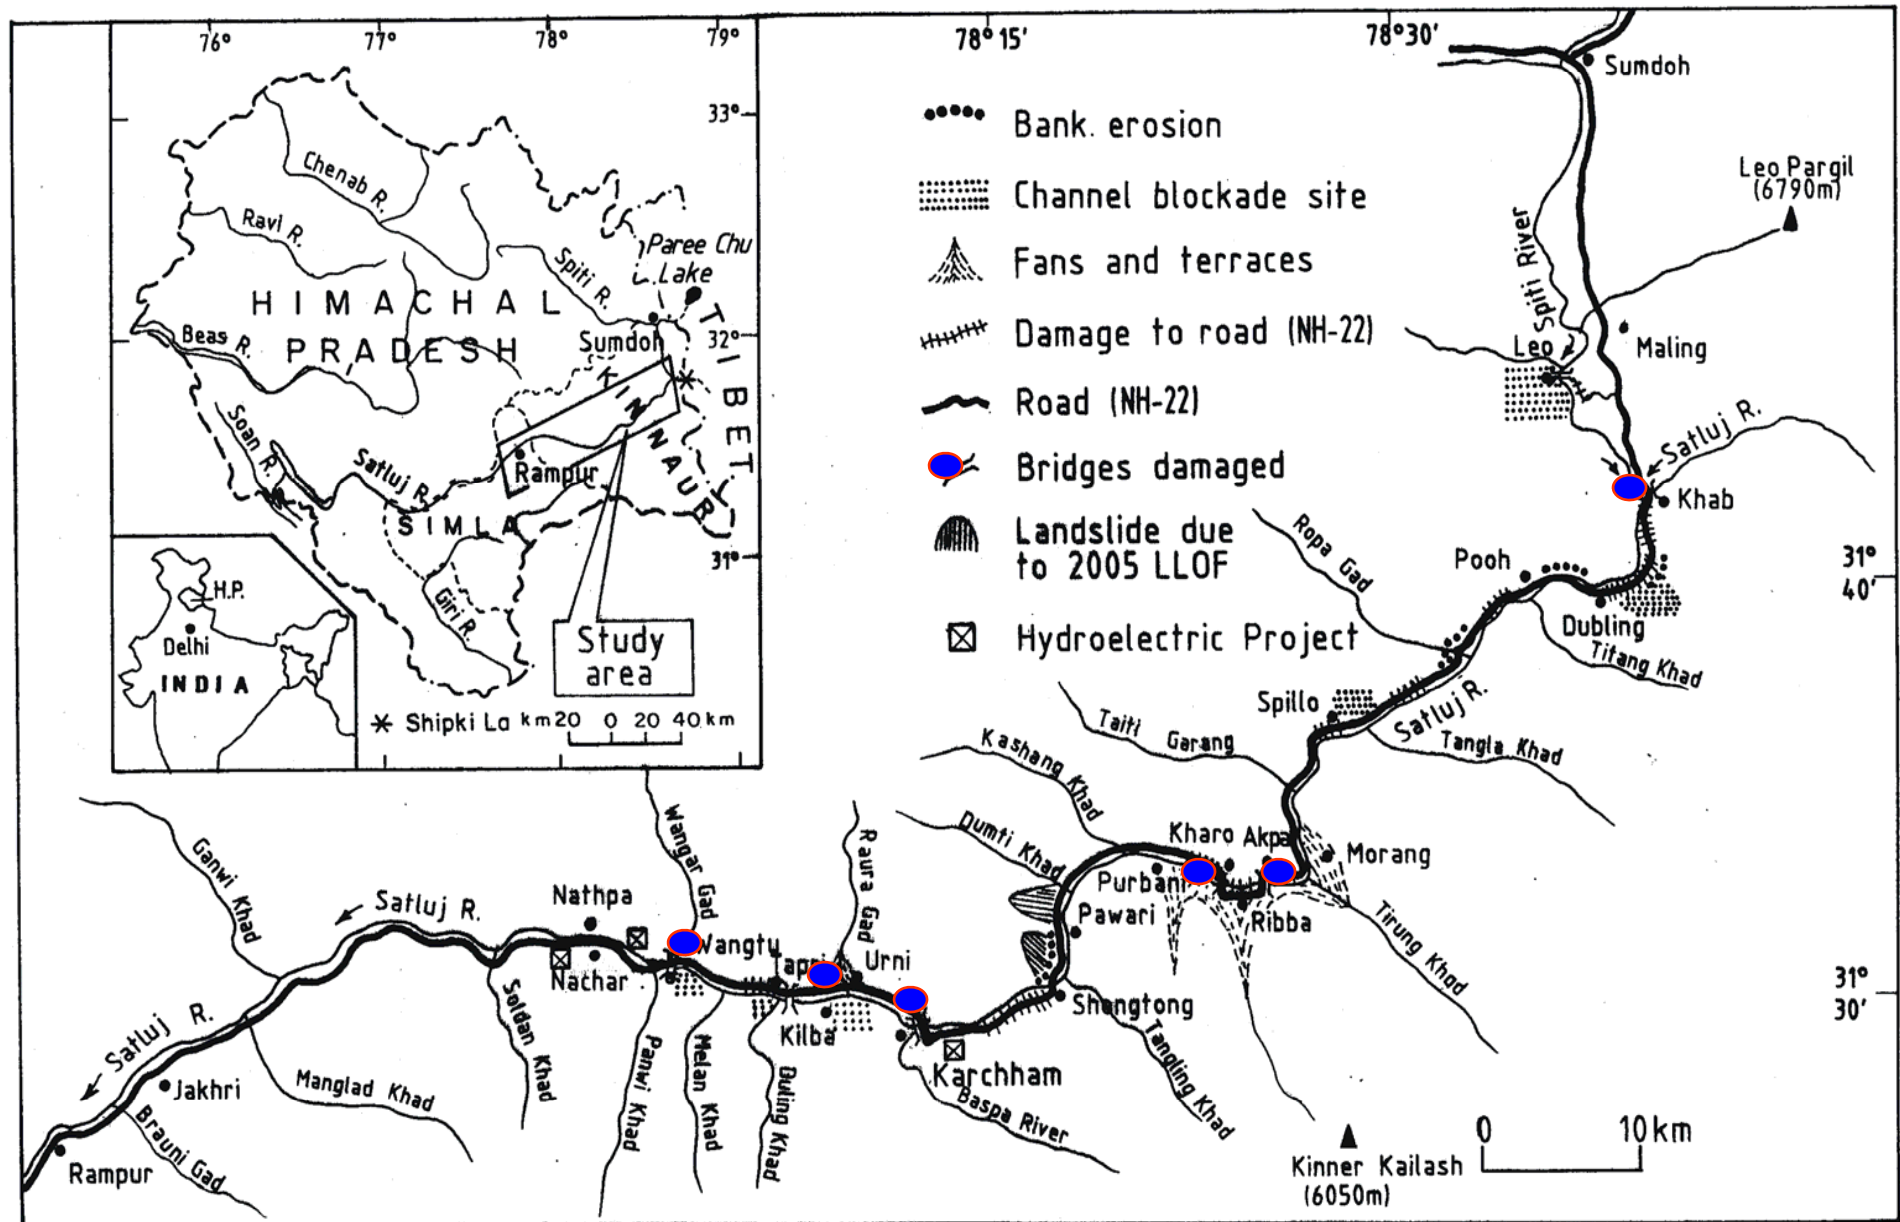 76°
77°
78°
79°
78° 15'
78° 30'
33°
32°
31°
Chenab R.
Ravi R.
Spiti R.
Paree Chu
Lake
HIMACHAL
PRADESH
Beas R.
Sumdoh
TIBET
KINNAUR
Soan R.
Satluj R.
Rampur
SIMLA
Giri R.
Study
area
H.P.
Delhi
INDIA
Shipki La
km 20 0 20 40 km
Bank. erosion
Channel blockade site
Fans and terraces
Damage to road (NH-22)
Road (NH-22)
Bridges damaged
Landslide due
to 2005 LLOF
Hydroelectric Project
Sumdoh
Leo Pargil
(6790m)
Spiti River
Leo
Maling
Satluj R.
Khab
31°
40'
Ropa Gad
Pooh
Dubling
Titang Khad
Spillo
Satluj R.
Tangla Khad
Taiti Garang
Kashang Khad
Dumti Khad
Kharo
Akpa
Morang
Purbani
Pawari
Ribba
Tirung Khad
Wangar Gad
Raura Gad
Ganwi Khad
Satluj R.
Nathpa
Nachar
Vangtu
Tapri
Urni
Kilba
Shongtong
31°
30'
Karchham
Tangling Khad
Baspa River
Soldan Khad
Panwi Khad
Melan Khad
Duling Khad
Satluj R.
Jakhri
Manglad Khad
Brauni Gad
Rampur
Kinner Kailash
(6050m)
0 10 km